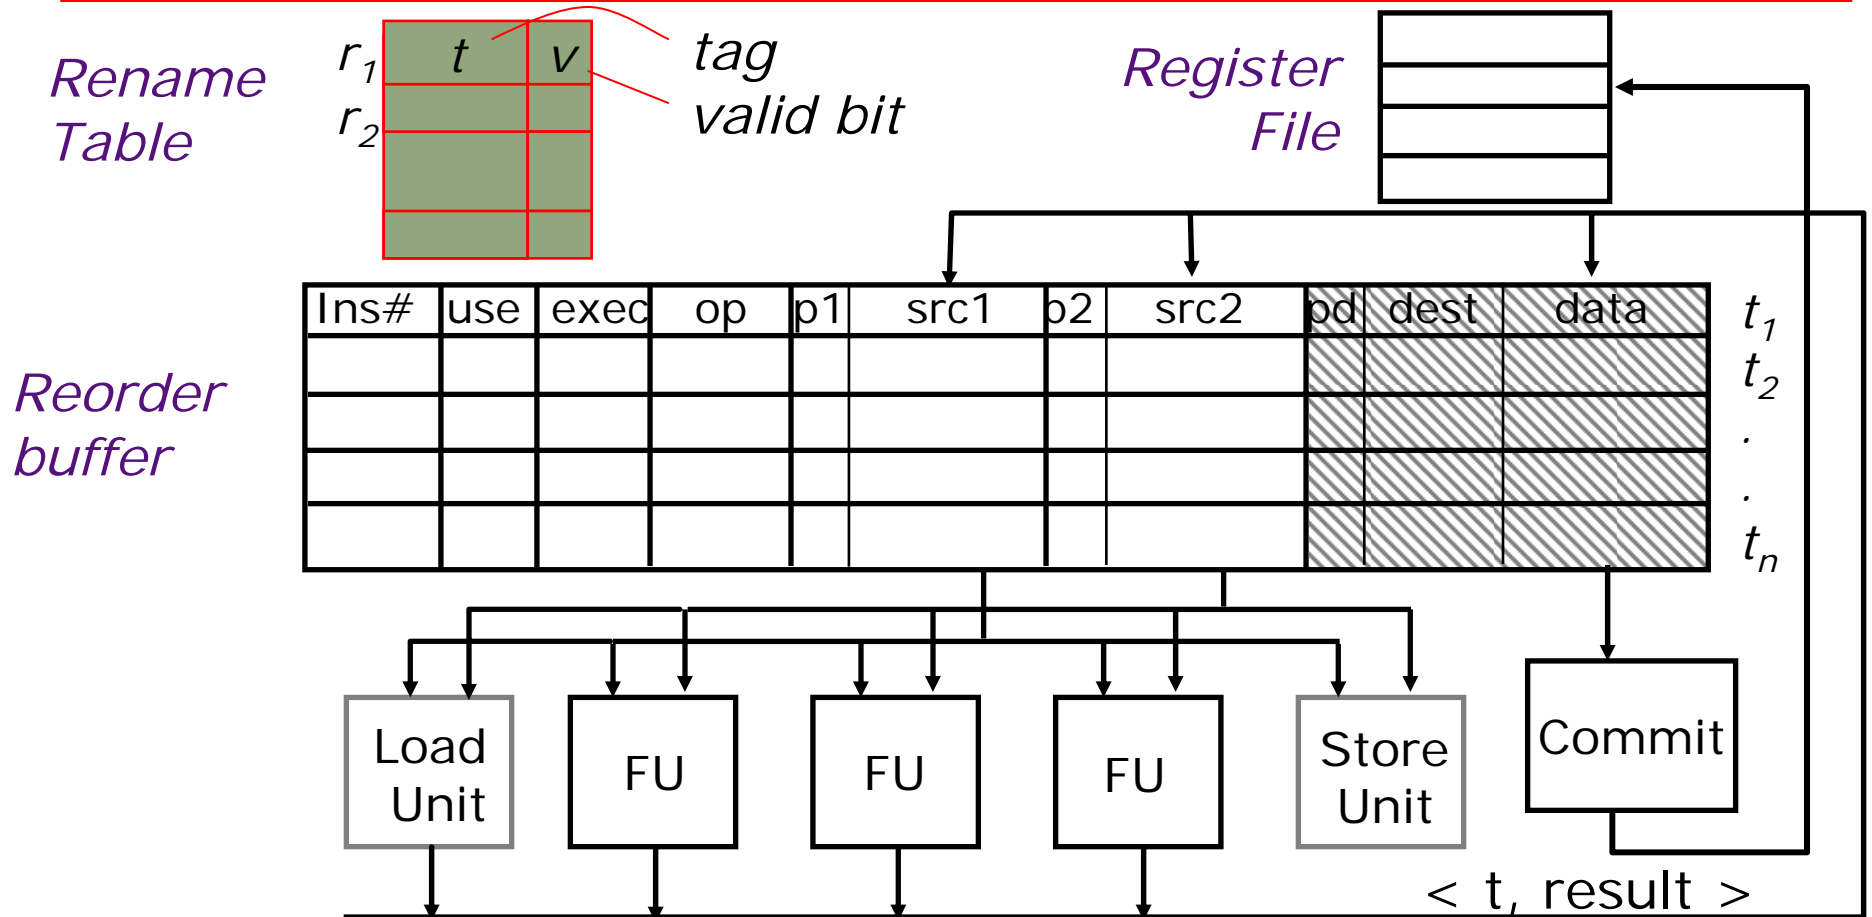 Rename
Table
r1 t v
r2
tag
valid bit
Register
File
Reorder
buffer
Ins# use exec op p1 src1 p2 src2 pd dest data
t1
t2
.
.
tn
Load
Unit
FU
FU
FU
Store
Unit
Commit
< t, result >